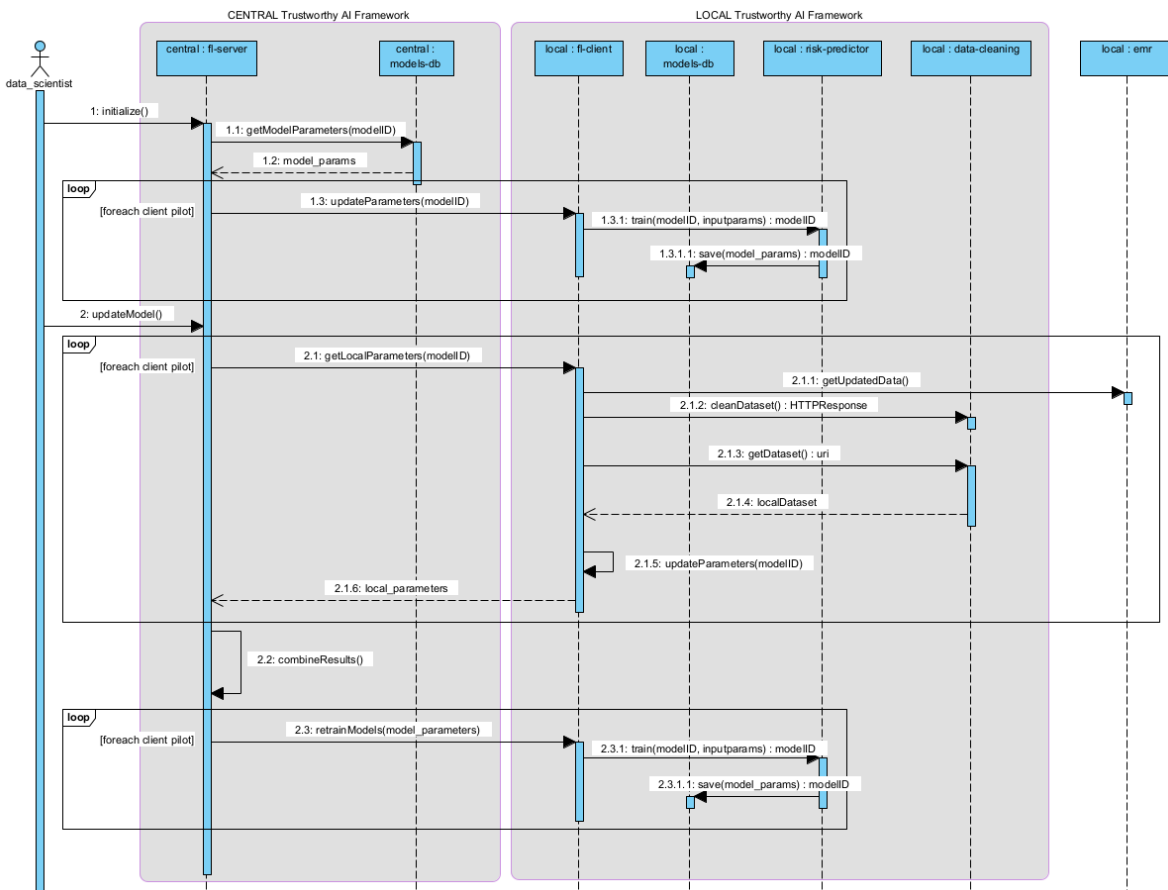 CENTRAL Trustworthy AI Framework
LOCAL Trustworthy AI Framework
data_scientist
central : fl-server
central :
models-db
local : fl-client
local :
models-db
local : risk-predictor
local : data-cleaning
local : emr
1: initialize()
1.1: getModelParameters(modelID)
1.2: model_params
loop
[foreach client pilot]
1.3: updateParameters(modelID)
1.3.1: train(modelID, inputparams) : modelID
1.3.1.1: save(model_params) : modelID
2: updateModel()
loop
[foreach client pilot]
2.1: getLocalParameters(modelID)
2.1.1: getUpdatedData()
2.1.2: cleanDataset() : HTTPResponse
2.1.3: getDataset() : uri
2.1.4: localDataset
2.1.5: updateParameters(modelID)
2.1.6: local_parameters
2.2: combineResults()
loop
[foreach client pilot]
2.3: retrainModels(model_parameters)
2.3.1: train(modelID, inputparams) : modelID
2.3.1.1: save(model_params) : modelID